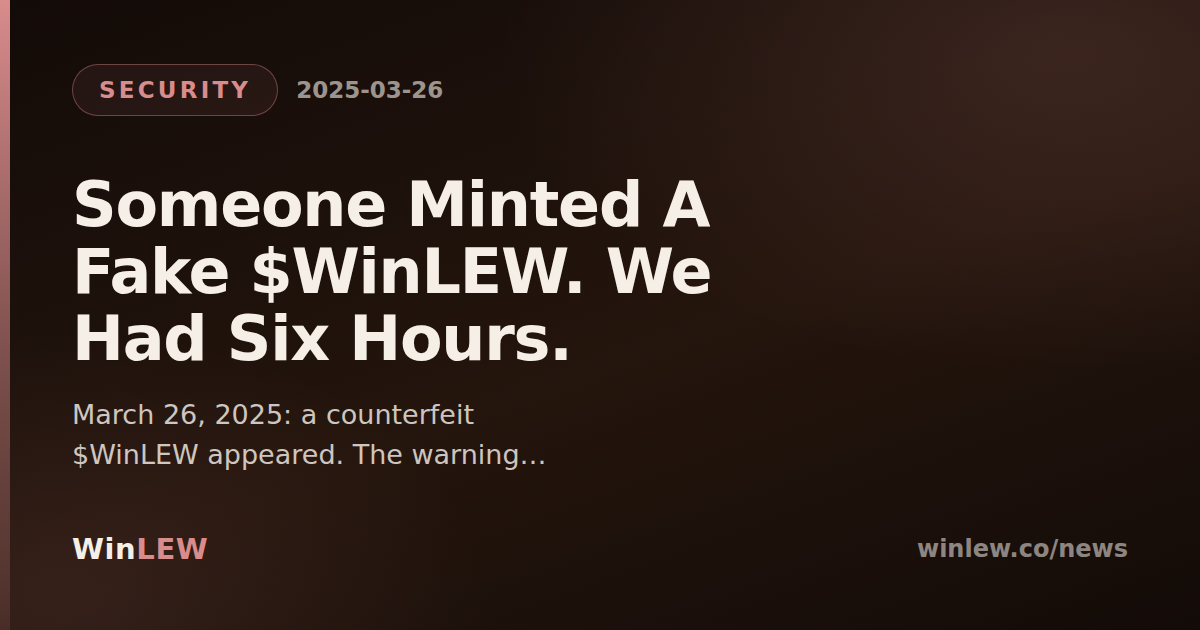 SECURITY 2025-03-26
Someone Minted A
Fake $WinLEW. We
Had Six Hours.
March 26, 2025: a counterfeit
$WinLEW appeared. The warning…
WinLEW winlew.co/news